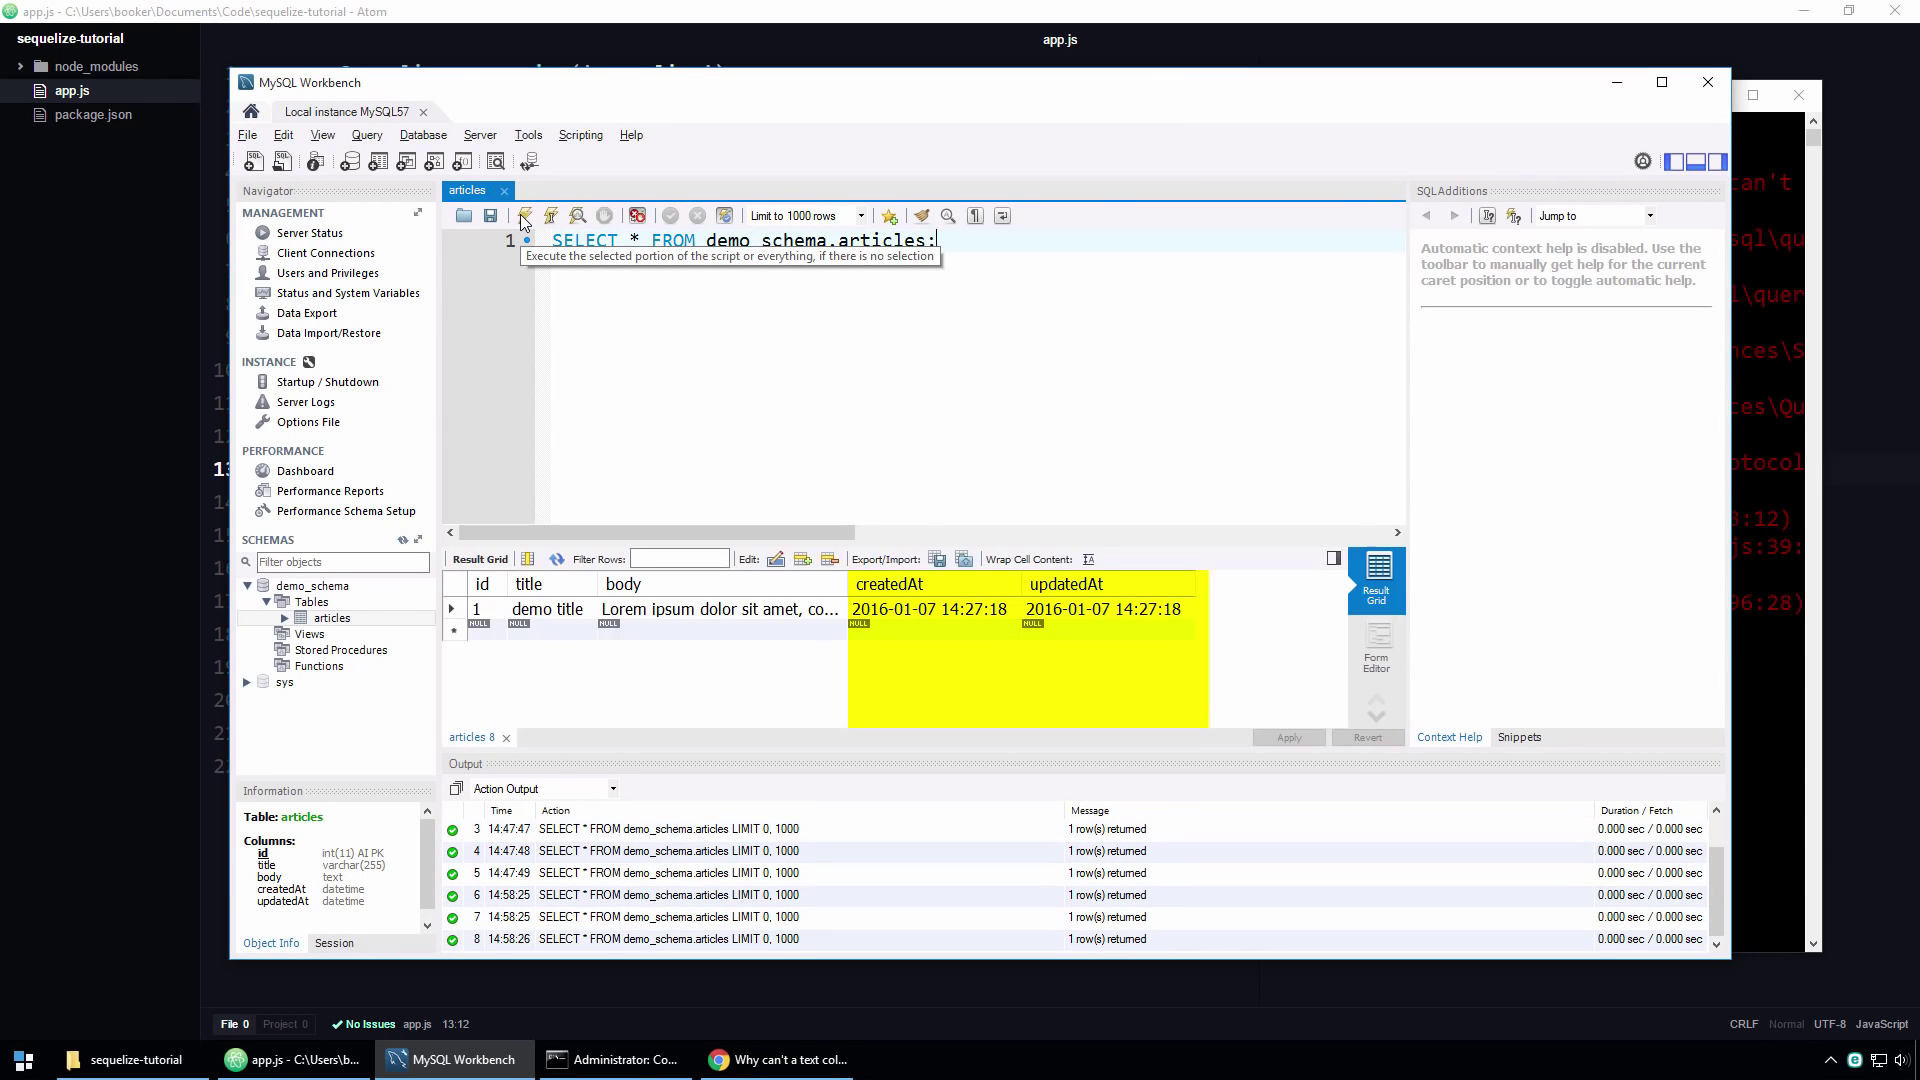 app.js - C:\Users\booker\Documents\Code\sequelize-tutorial - Atom
sequelize-tutorial
node_modules
app.js
package.json
app.js
MySQL Workbench
Local instance MySQL57
File Edit View Query Database Server Tools Scripting Help
Navigator
MANAGEMENT
Server Status
Client Connections
Users and Privileges
Status and System Variables
Data Export
Data Import/Restore
INSTANCE
Startup / Shutdown
Server Logs
Options File
PERFORMANCE
Dashboard
Performance Reports
Performance Schema Setup
SCHEMAS
Filter objects
demo_schema
Tables
articles
Views
Stored Procedures
Functions
sys
Information
Table: articles
Columns:
id int(11) AI PK
title varchar(255)
body text
createdAt datetime
updatedAt datetime
Object Info Session
articles
Limit to 1000 rows
1 SELECT * FROM demo_schema.articles;
Execute the selected portion of the script or everything, if there is no selection
Result Grid Filter Rows: Edit: Export/Import: Wrap Cell Content:
id title body createdAt updatedAt
1 demo title Lorem ipsum dolor sit amet, co... 2016-01-07 14:27:18 2016-01-07 14:27:18
NULL NULL NULL NULL NULL
Result Grid
Form Editor
articles 8 Apply Revert
SQLAdditions
Jump to
Automatic context help is disabled. Use the
toolbar to manually get help for the current
caret position or to toggle automatic help.
Context Help Snippets
Output
Action Output
Time Action Message Duration / Fetch
3 14:47:47 SELECT * FROM demo_schema.articles LIMIT 0, 1000 1 row(s) returned 0.000 sec / 0.000 sec
4 14:47:48 SELECT * FROM demo_schema.articles LIMIT 0, 1000 1 row(s) returned 0.000 sec / 0.000 sec
5 14:47:49 SELECT * FROM demo_schema.articles LIMIT 0, 1000 1 row(s) returned 0.000 sec / 0.000 sec
6 14:58:25 SELECT * FROM demo_schema.articles LIMIT 0, 1000 1 row(s) returned 0.000 sec / 0.000 sec
7 14:58:25 SELECT * FROM demo_schema.articles LIMIT 0, 1000 1 row(s) returned 0.000 sec / 0.000 sec
8 14:58:26 SELECT * FROM demo_schema.articles LIMIT 0, 1000 1 row(s) returned 0.000 sec / 0.000 sec
File 0 Project 0 No Issues app.js 13:12 CRLF Normal UTF-8 JavaScript
sequelize-tutorial app.js - C:\Users\b... MySQL Workbench Administrator: Co... Why can't a text col...